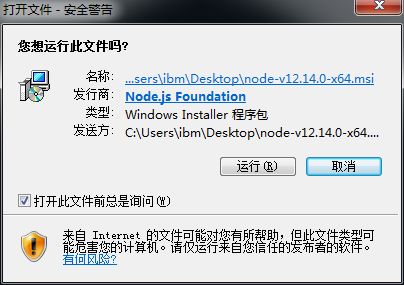 打开文件 - 安全警告
您想运行此文件吗?
名称: ...sers\ibm\Desktop\node-v12.14.0-x64.msi
发行商: Node.js Foundation
类型: Windows Installer 程序包
发送方: C:\Users\ibm\Desktop\node-v12.14.0-x64....
运行(R) 取消
打开此文件前总是询问(W)
来自 Internet 的文件可能对您有所帮助，但此文件类型可
能危害您的计算机。请仅运行来自您信任的发布者的软件。
有何风险?